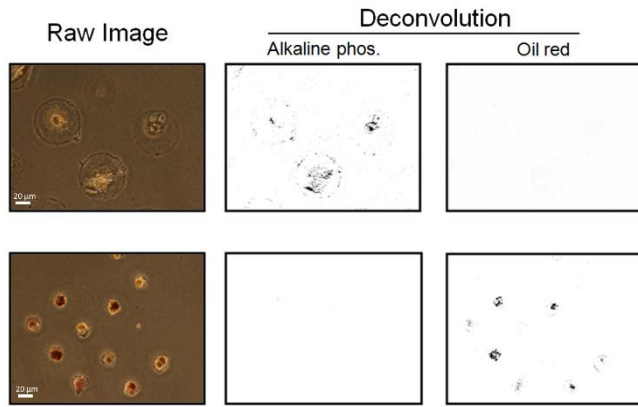 Raw Image
Deconvolution
Alkaline phos.
Oil red
20 µm
20 µm